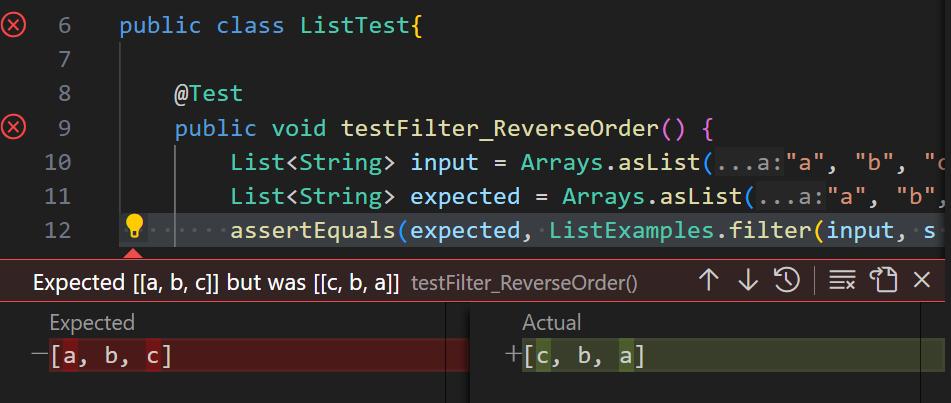 6 public class ListTest{
7
8 @Test
9 public void testFilter_ReverseOrder() {
10 List<String> input = Arrays.asList(...a:"a", "b", "c
11 List<String> expected = Arrays.asList(...a:"a", "b",
12 assertEquals(expected, ListExamples.filter(input, s
Expected [[a, b, c]] but was [[c, b, a]] testFilter_ReverseOrder()
Expected Actual
−[a, b, c] +[c, b, a]